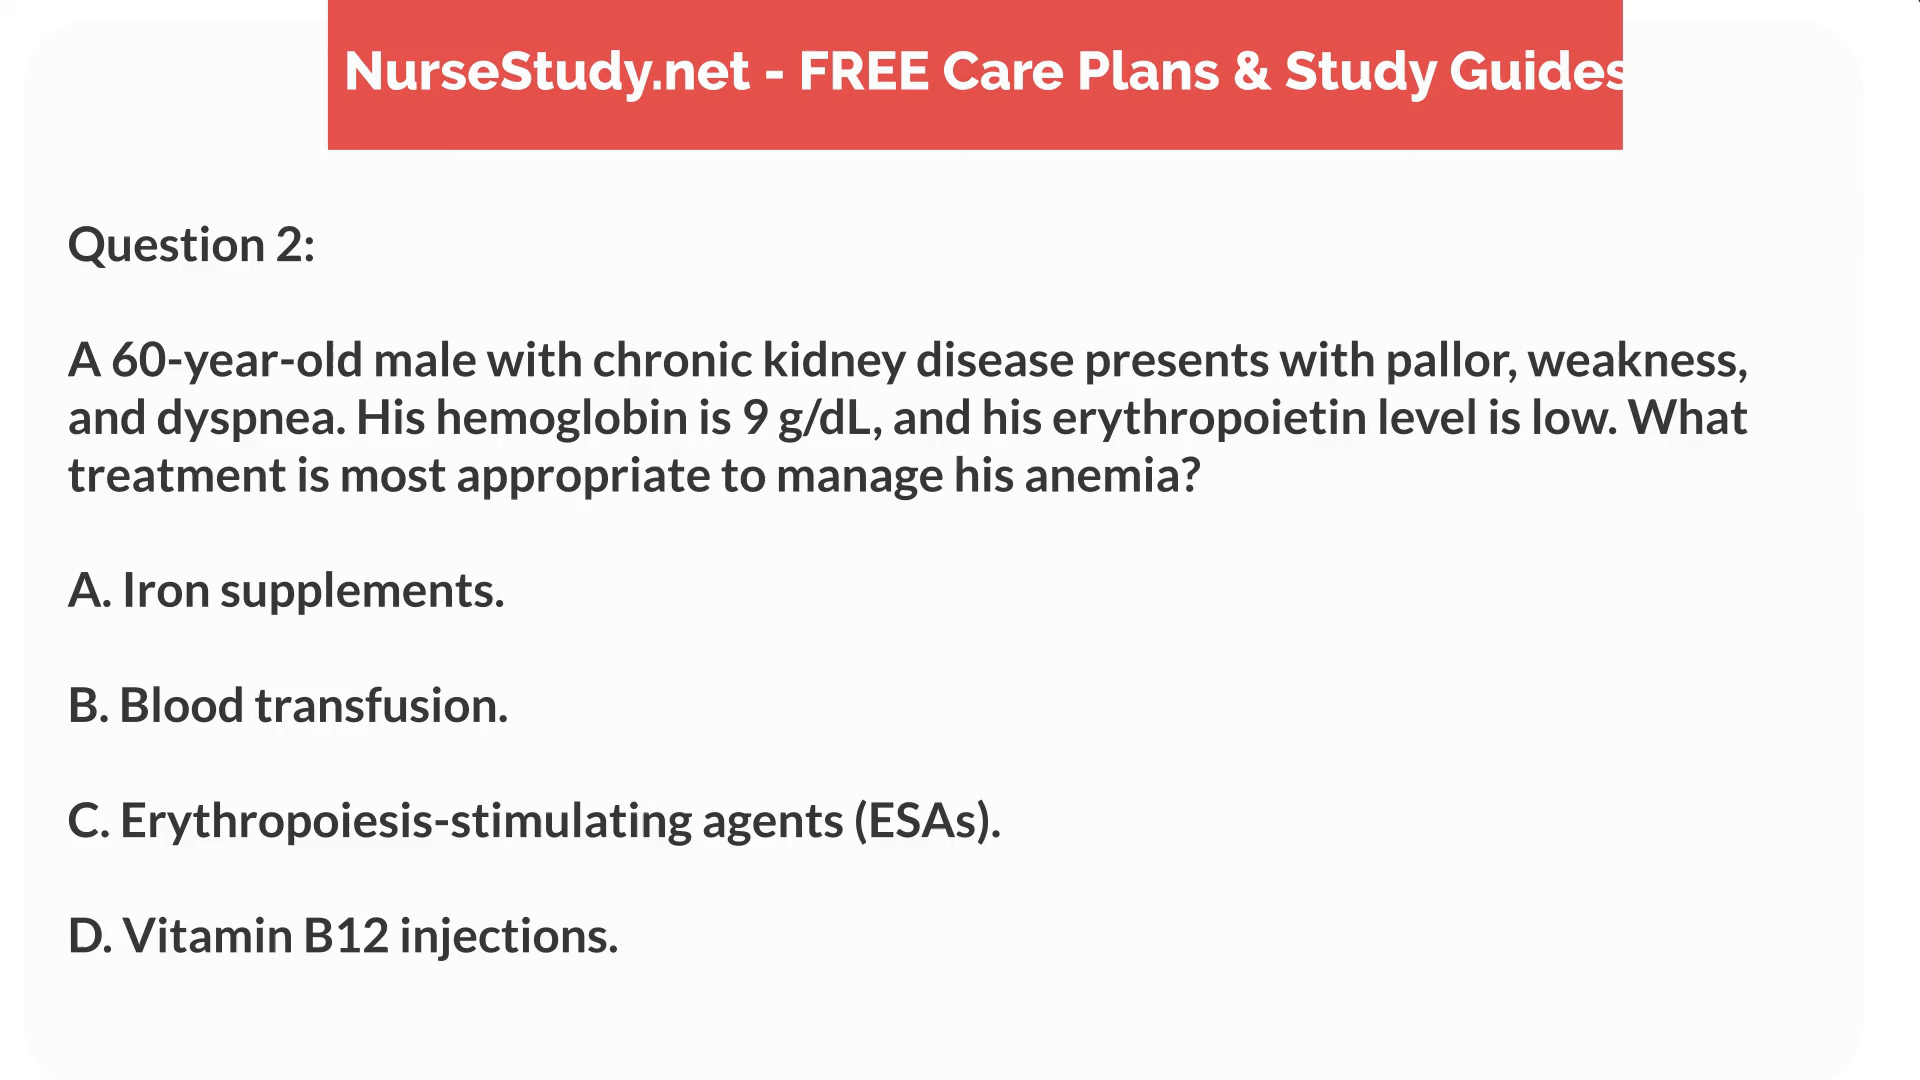 NurseStudy.net - FREE Care Plans & Study Guides
Question 2:
A 60-year-old male with chronic kidney disease presents with pallor, weakness,
and dyspnea. His hemoglobin is 9 g/dL, and his erythropoietin level is low. What
treatment is most appropriate to manage his anemia?
A. Iron supplements.
B. Blood transfusion.
C. Erythropoiesis-stimulating agents (ESAs).
D. Vitamin B12 injections.